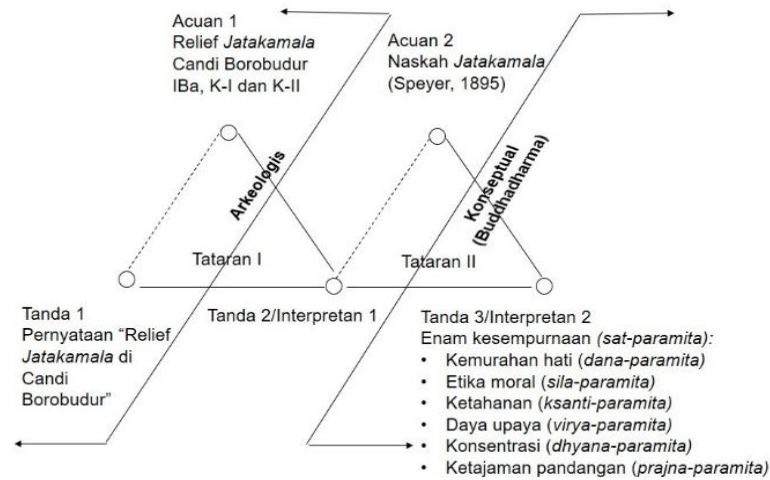 Acuan 1
Relief Jatakamala
Candi Borobudur
IBa, K-I dan K-II
Acuan 2
Naskah Jatakamala
(Speyer, 1895)
Arkeologis
Konseptual
(Buddhadharma)
Tataran I
Tataran II
Tanda 1
Pernyataan “Relief
Jatakamala di
Candi
Borobudur”
Tanda 2/Interpretan 1
Tanda 3/Interpretan 2
Enam kesempurnaan (sat-paramita):
• Kemurahan hati (dana-paramita)
• Etika moral (sila-paramita)
• Ketahanan (ksanti-paramita)
• Daya upaya (virya-paramita)
• Konsentrasi (dhyana-paramita)
• Ketajaman pandangan (prajna-paramita)